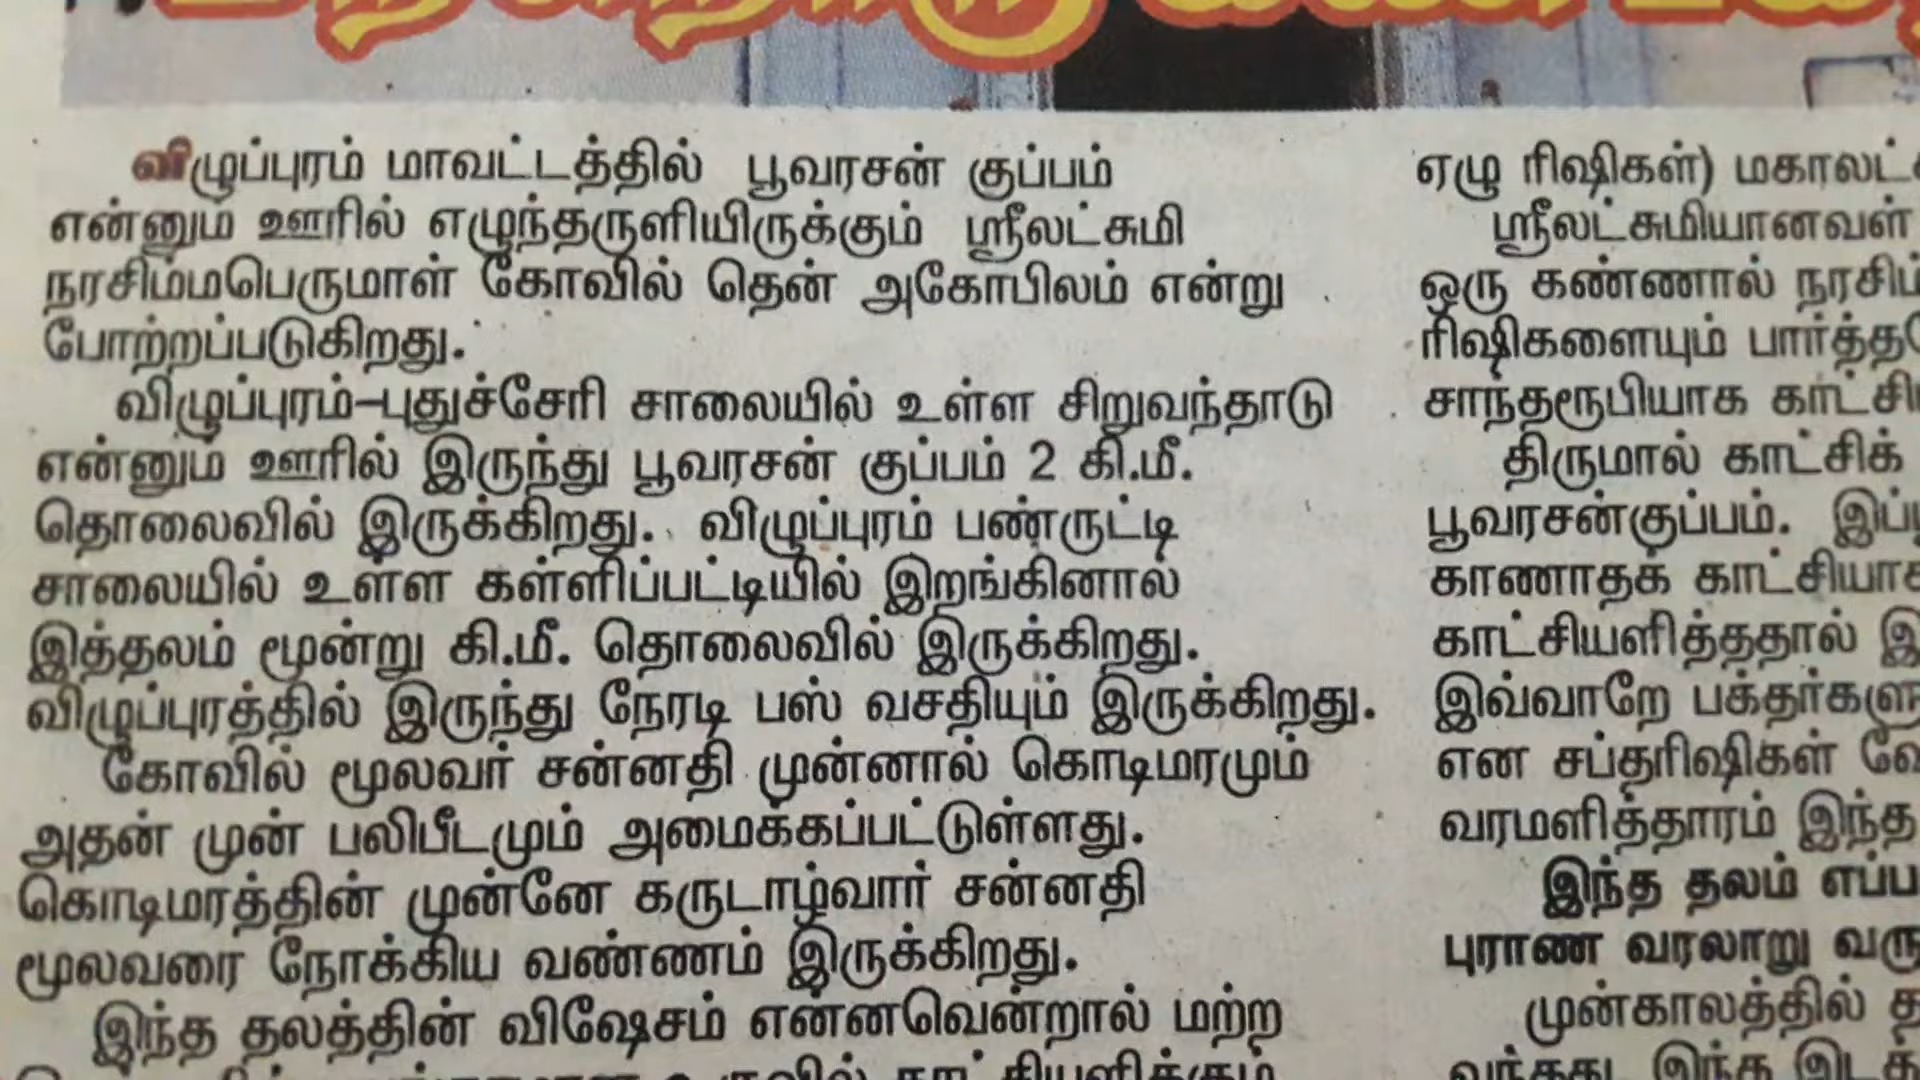 விழுப்புரம் மாவட்டத்தில் பூவரசன் குப்பம்
என்னும் ஊரில் எழுந்தருளியிருக்கும் ஸ்ரீலட்சுமி
நரசிம்மபெருமாள் கோவில் தென் அகோபிலம் என்று
போற்றப்படுகிறது.
விழுப்புரம்–புதுச்சேரி சாலையில் உள்ள சிறுவந்தாடு
என்னும் ஊரில் இருந்து பூவரசன் குப்பம் 2 கி.மீ.
தொலைவில் இருக்கிறது. விழுப்புரம் பண்ருட்டி
சாலையில் உள்ள கள்ளிப்பட்டியில் இறங்கினால்
இத்தலம் மூன்று கி.மீ. தொலைவில் இருக்கிறது.
விழுப்புரத்தில் இருந்து நேரடி பஸ் வசதியும் இருக்கிறது.
கோவில் மூலவர் சன்னதி முன்னால் கொடிமரமும்
அதன் முன் பலிபீடமும் அமைக்கப்பட்டுள்ளது.
கொடிமரத்தின் முன்னே கருடாழ்வார் சன்னதி
மூலவரை நோக்கிய வண்ணம் இருக்கிறது.
இந்த தலத்தின் விஷேசம் என்னவென்றால் மற்ற
ஏழு ரிஷிகள்)
ஸ்ரீலட்சுமியானவள்
ஒரு கண்ணால்
ரிஷிகளையும்
சாந்தரூபியாக
திருமால் காட்சிக்
பூவரசன்குப்பம்.
காணாதக்
காட்சியளித்ததால்
இவ்வாறே
என சப்தரிஷிகள்
வரமளித்தாரம் இந்த
இந்த தலம்
புராண வரலாறு
முன்காலத்தில்